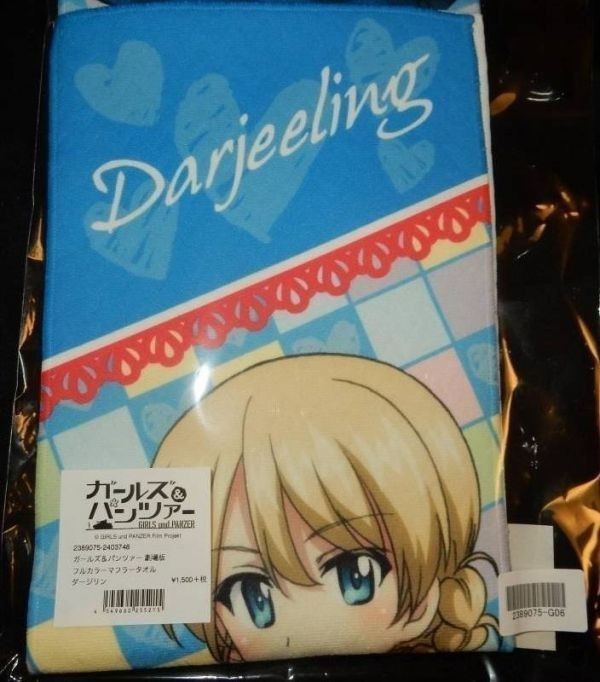 Darjeeling
ガールズ&
パンツァー
GIRLS und PANZER
© GIRLS und PANZER Film Projekt
2389075-2403748
ガールズ&パンツァー 劇場版
フルカラーマフラータオル
ダージリン ¥1,500+税
2389075-G06